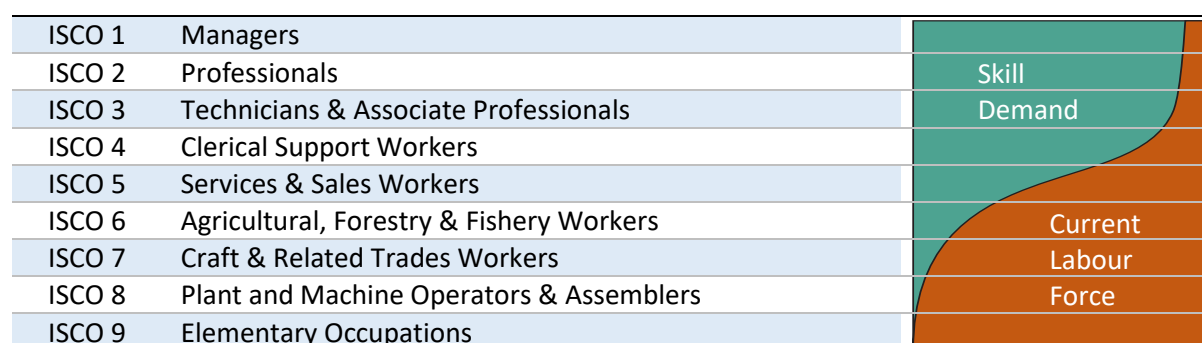 ISCO 1 Managers
ISCO 2 Professionals
ISCO 3 Technicians & Associate Professionals
ISCO 4 Clerical Support Workers
ISCO 5 Services & Sales Workers
ISCO 6 Agricultural, Forestry & Fishery Workers
ISCO 7 Craft & Related Trades Workers
ISCO 8 Plant and Machine Operators & Assemblers
ISCO 9 Elementary Occupations
Skill
Demand
Current
Labour
Force